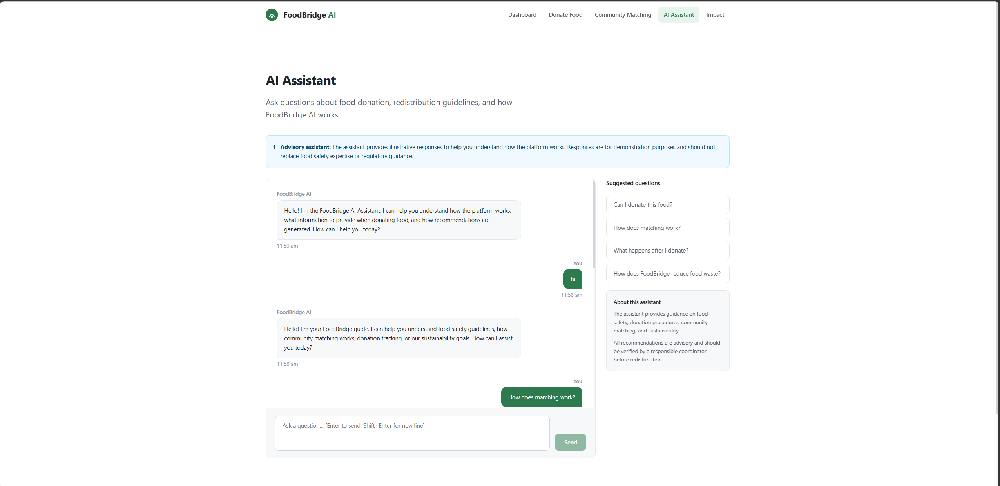 FoodBridge AI
Dashboard
Donate Food
Community Matching
AI Assistant
Impact
AI Assistant
Ask questions about food donation, redistribution guidelines, and how
FoodBridge AI works.
i Advisory assistant: The assistant provides illustrative responses to help you understand how the platform works. Responses are for demonstration purposes and should not
replace food safety expertise or regulatory guidance.
FoodBridge AI
Hello! I'm the FoodBridge AI Assistant. I can help you understand how the platform works,
what information to provide when donating food, and how recommendations are
generated. How can I help you today?
11:50 am
You
hi
11:58 am
FoodBridge AI
Hello! I'm your FoodBridge guide. I can help you understand food safety guidelines, how
community matching works, donation tracking, or our sustainability goals. How can I assist
you today?
11:58 am
You
How does matching work?
Ask a question... (Enter to send, Shift+Enter for new line)
Send
Suggested questions
Can I donate this food?
How does matching work?
What happens after I donate?
How does FoodBridge reduce food waste?
About this assistant
The assistant provides guidance on food
safety, donation procedures, community
matching, and sustainability.
All recommendations are advisory and should
be verified by a responsible coordinator
before redistribution.